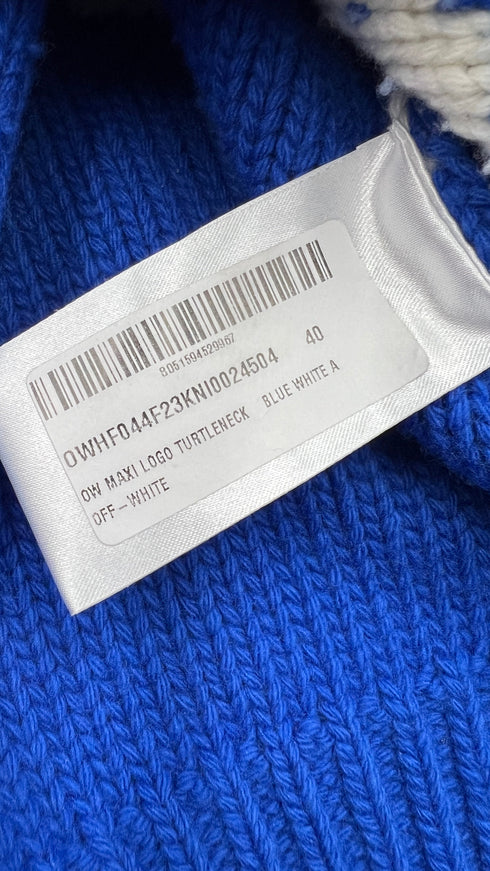 8051594529967
OWHF044F23KNI0024504 40
OW MAXI LOGO TURTLENECK BLUE WHITE A
OFF-WHITE